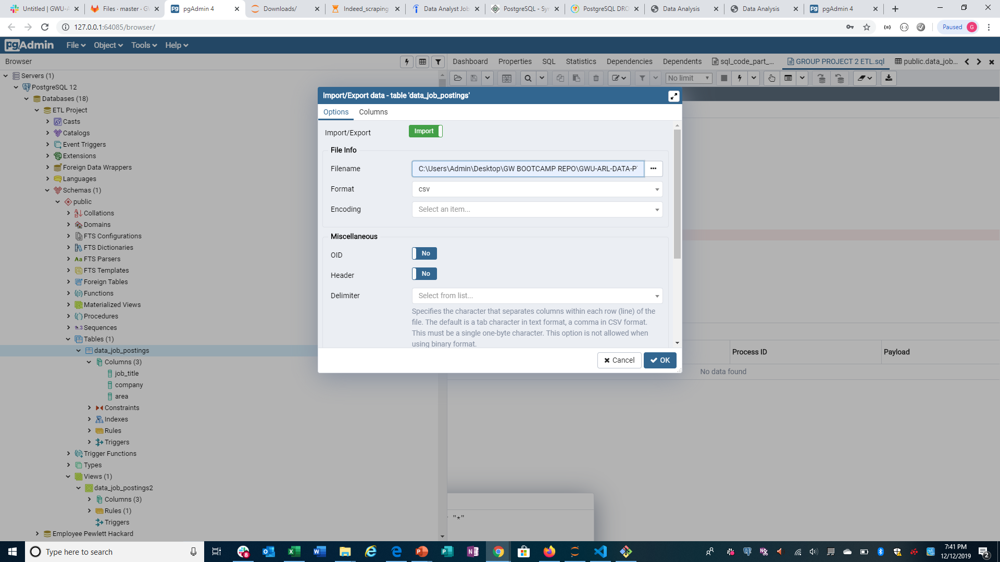 Untitled | GWU-A
Files · master · GW
pgAdmin 4
Downloads/
Indeed_scraping
Data Analyst Job
PostgreSQL - Syn
PostgreSQL DRO
Data Analysis
Data Analysis
pgAdmin 4
127.0.0.1:64085/browser/
Paused
G
pgAdmin
File
Object
Tools
Help
Browser
Dashboard
Properties
SQL
Statistics
Dependencies
Dependents
sql_code_part_...
GROUP PROJECT 2 ETL.sql
public.data_job...
No limit
Servers (1)
PostgreSQL 12
Databases (18)
ETL Project
Casts
Catalogs
Event Triggers
Extensions
Foreign Data Wrappers
Languages
Schemas (1)
public
Collations
Domains
FTS Configurations
FTS Dictionaries
FTS Parsers
FTS Templates
Foreign Tables
Functions
Materialized Views
Procedures
Sequences
Tables (1)
data_job_postings
Columns (3)
job_title
company
area
Constraints
Indexes
Rules
Triggers
Trigger Functions
Types
Views (1)
data_job_postings2
Columns (3)
Rules (1)
Triggers
Employee Pewlett Hackard
Import/Export data - table 'data_job_postings'
Options
Columns
Import/Export
Import
File Info
Filename
C:\Users\Admin\Desktop\GW BOOTCAMP REPO\GWU-ARL-DATA-P
Format
csv
Encoding
Select an item...
Miscellaneous
OID
No
Header
No
Delimiter
Select from list...
Specifies the character that separates columns within each row (line) of the
file. The default is a tab character in text format, a comma in CSV format.
This must be a single one-byte character. This option is not allowed when
using binary format.
Cancel
OK
Process ID
Payload
No data found
"*"
Type here to search
8
7:41 PM
12/12/2019
2